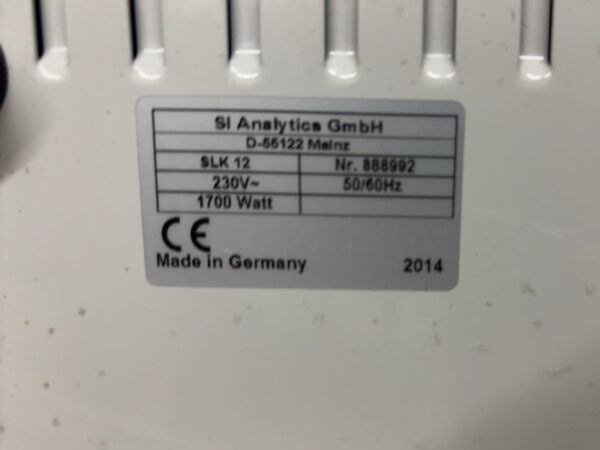 SI Analytics GmbH
D-55122 Mainz
SLK 12 Nr. 888992
230V~ 50/60Hz
1700 Watt
CE
Made in Germany 2014